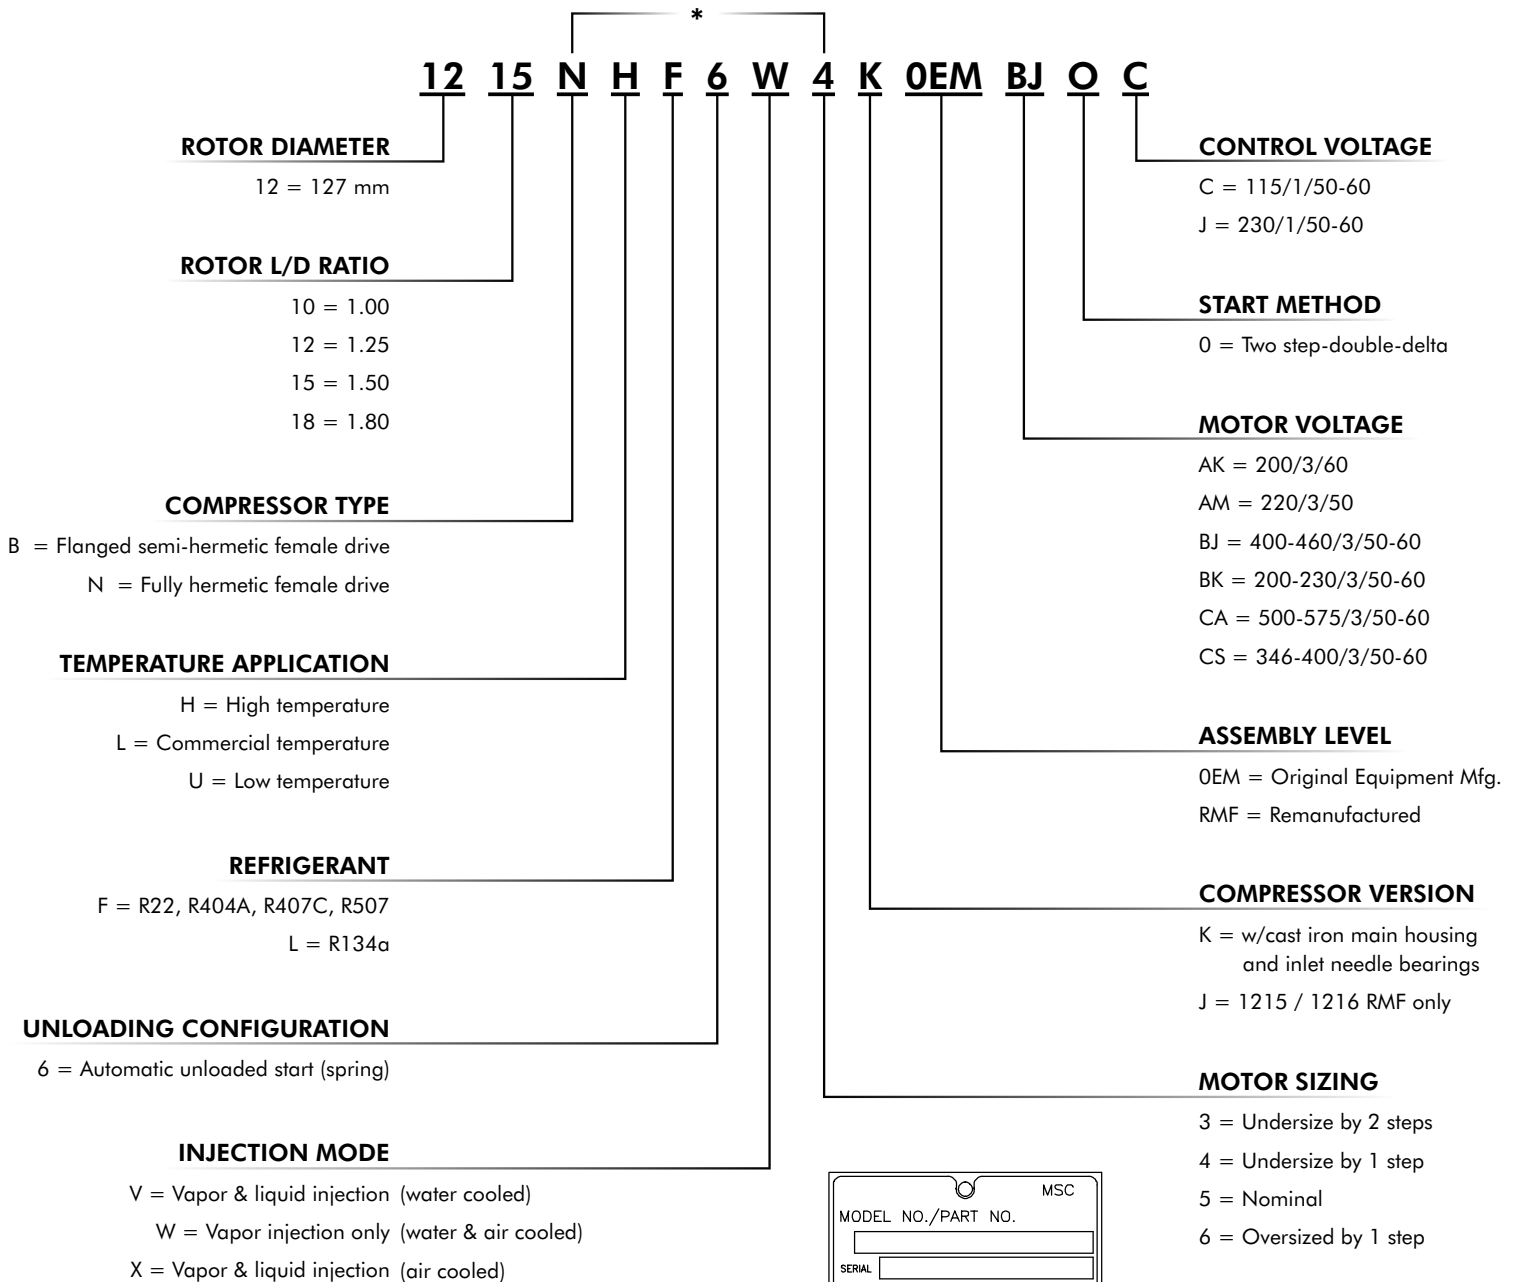 *
12 15 N H F 6 W 4 K 0EM BJ O C
ROTOR DIAMETER
12 = 127 mm
ROTOR L/D RATIO
10 = 1.00
12 = 1.25
15 = 1.50
18 = 1.80
COMPRESSOR TYPE
B = Flanged semi-hermetic female drive
N = Fully hermetic female drive
TEMPERATURE APPLICATION
H = High temperature
L = Commercial temperature
U = Low temperature
REFRIGERANT
F = R22, R404A, R407C, R507
L = R134a
UNLOADING CONFIGURATION
6 = Automatic unloaded start (spring)
INJECTION MODE
V = Vapor & liquid injection (water cooled)
W = Vapor injection only (water & air cooled)
X = Vapor & liquid injection (air cooled)
CONTROL VOLTAGE
C = 115/1/50-60
J = 230/1/50-60
START METHOD
0 = Two step-double-delta
MOTOR VOLTAGE
AK = 200/3/60
AM = 220/3/50
BJ = 400-460/3/50-60
BK = 200-230/3/50-60
CA = 500-575/3/50-60
CS = 346-400/3/50-60
ASSEMBLY LEVEL
0EM = Original Equipment Mfg.
RMF = Remanufactured
COMPRESSOR VERSION
K = w/cast iron main housing
and inlet needle bearings
J = 1215 / 1216 RMF only
MOTOR SIZING
3 = Undersize by 2 steps
4 = Undersize by 1 step
5 = Nominal
6 = Oversized by 1 step
MSC
MODEL NO./PART NO.
SERIAL